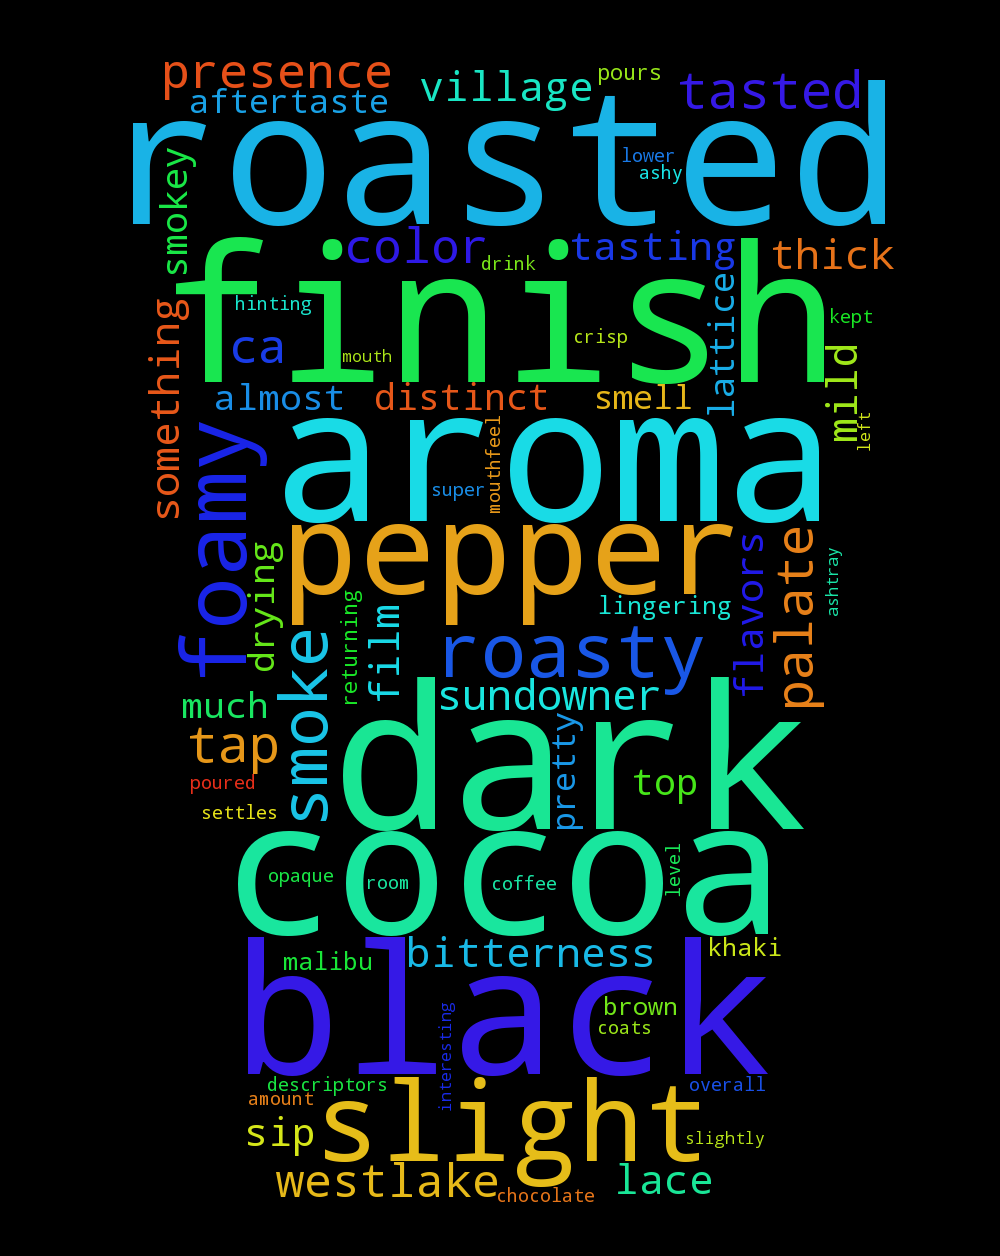 presence
village
pours
tasted
aftertaste
roasted
lower
ashy
smokey
color
drink
tasting
thick
finish
hinting
lattice
something
kept
ca
mouth
crisp
mild
almost
distinct
smell
left
foamy
aroma
super
mouthfeel
pepper
drying
flavors
palate
ashtray
returning
film
lingering
smoke
roasty
much
sundowner
tap
dark
pretty
top
poured
settles
cocoa
opaque
room
coffee
level
malibu
bitterness
khaki
black
brown
coats
interesting
descriptors
overall
amount
slight
sip
slightly
westlake
chocolate
lace